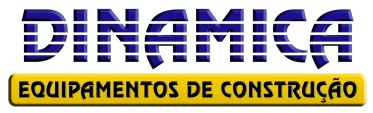 DINAMICA
EQUIPAMENTOS DE CONSTRUÇÃO